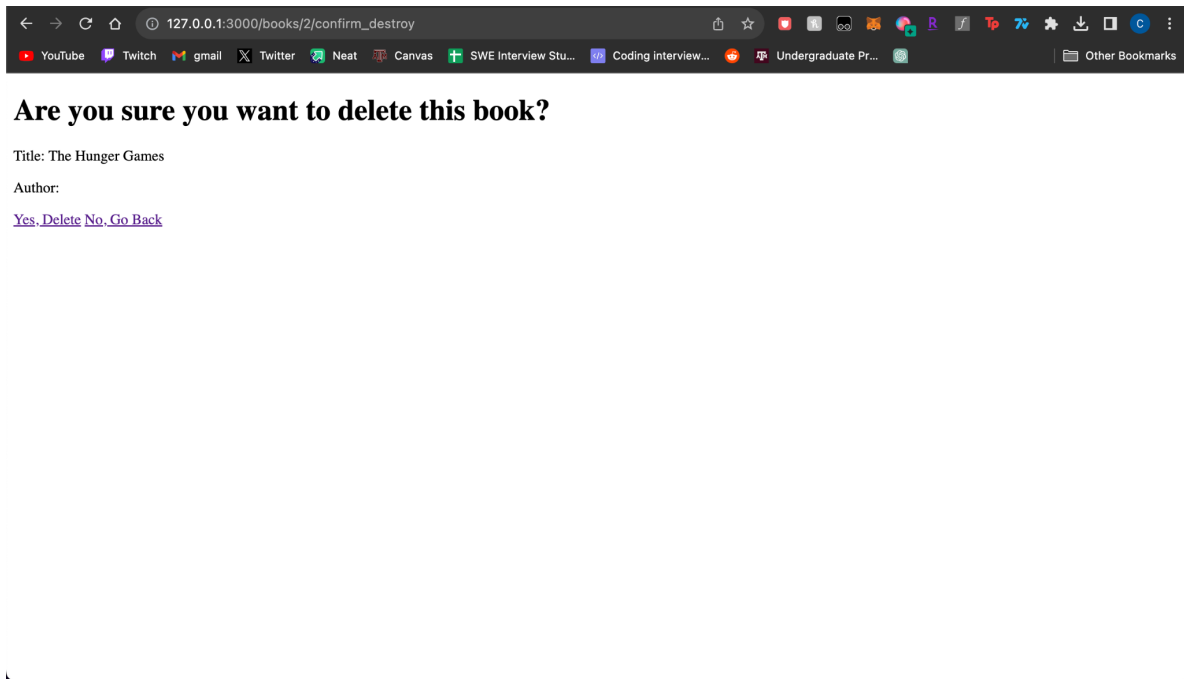 127.0.0.1:3000/books/2/confirm_destroy
YouTube Twitch gmail Twitter Neat Canvas SWE Interview Stu... Coding interview... Undergraduate Pr... Other Bookmarks
Are you sure you want to delete this book?
Title: The Hunger Games
Author:
Yes, Delete No, Go Back